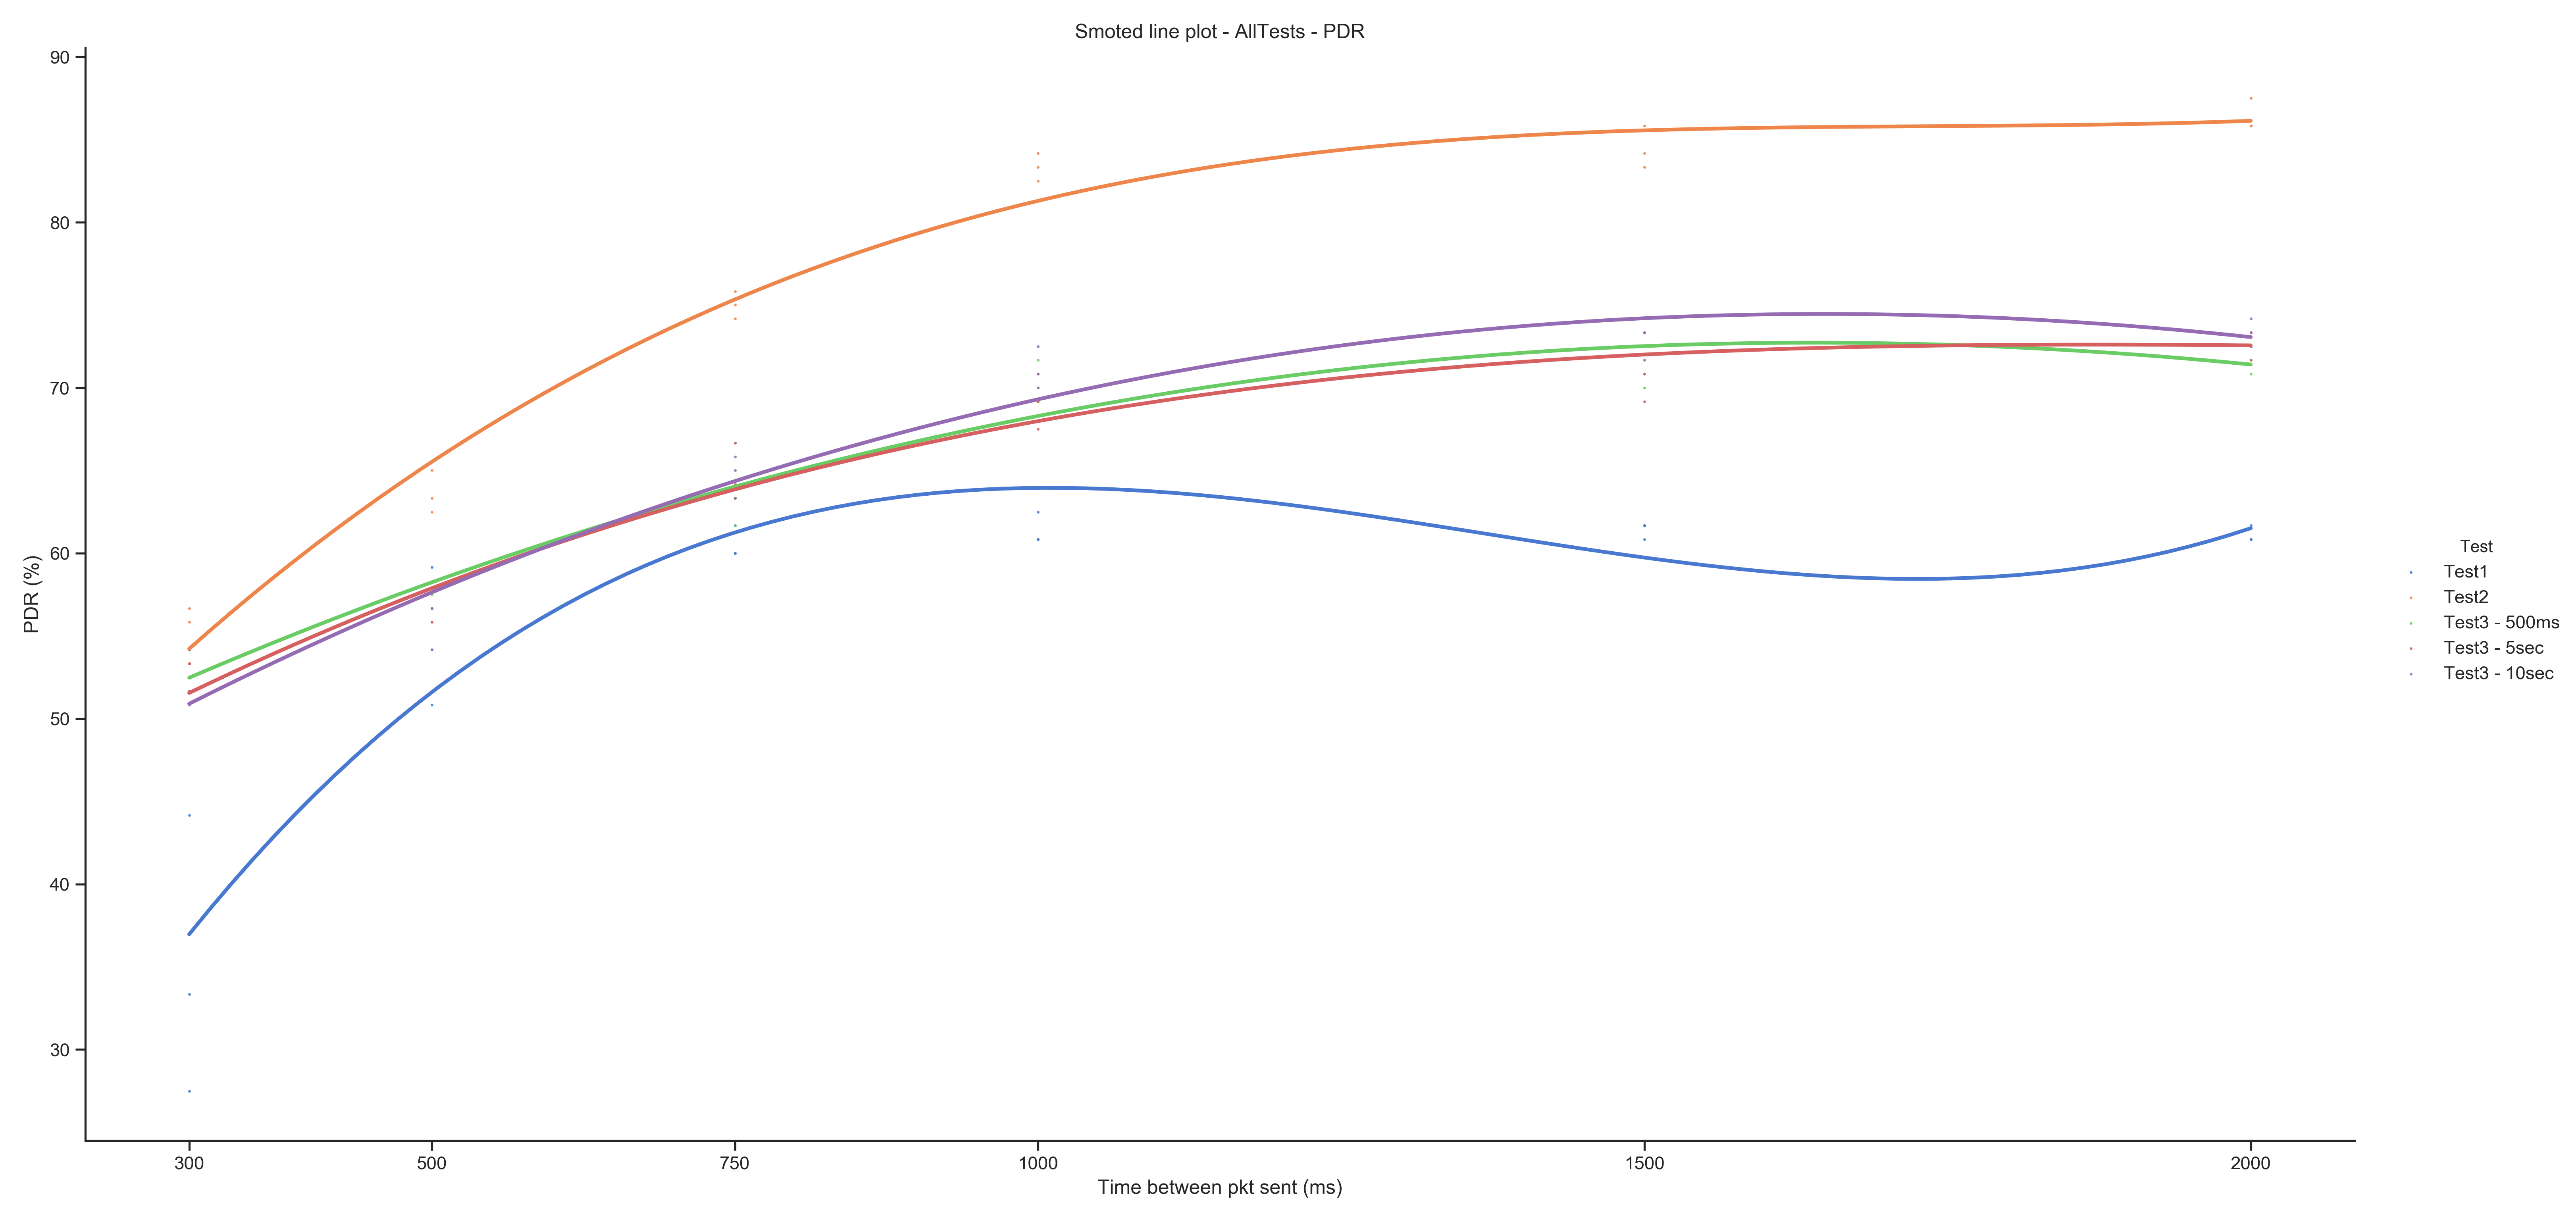 Smoted line plot - AllTests - PDR
90
80
70
60
50
40
30
PDR (%)
300 500 750 1000 1500 2000
Time between pkt sent (ms)
Test
Test1
Test2
Test3 - 500ms
Test3 - 5sec
Test3 - 10sec